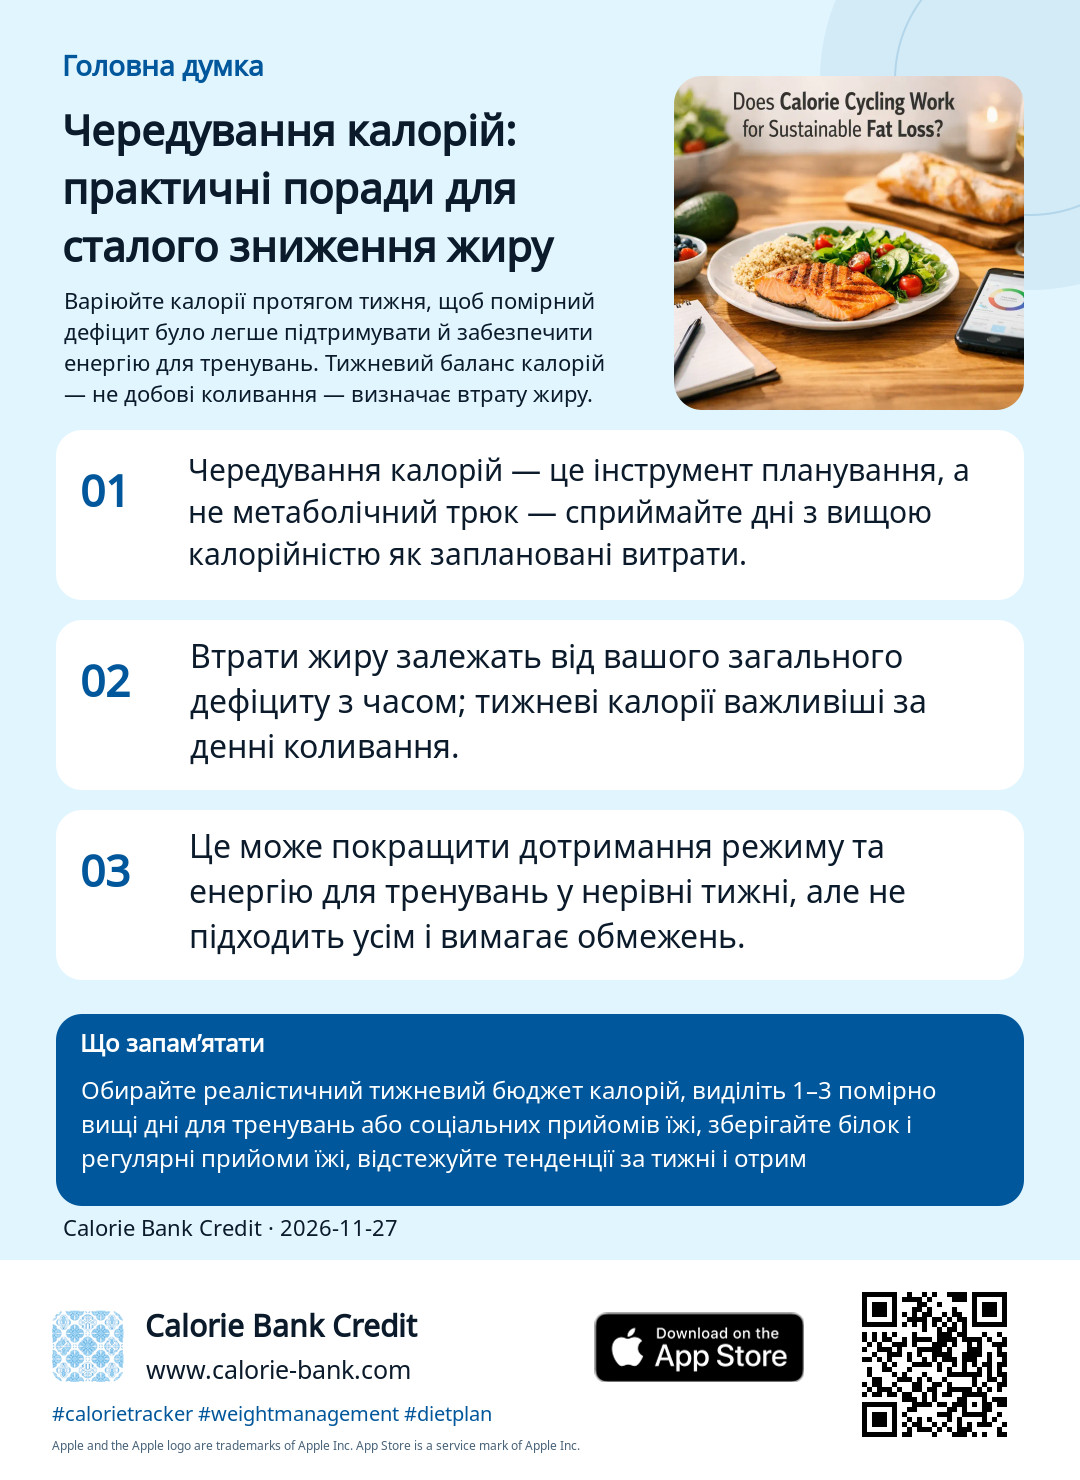 Головна думка
Чередування калорій:
практичні поради для
сталого зниження жиру
Варіюйте калорії протягом тижня, щоб помірний
дефіцит було легше підтримувати й забезпечити
енергію для тренувань. Тижневий баланс калорій
— не добові коливання — визначає втрату жиру.
Does Calorie Cycling Work
for Sustainable Fat Loss?
01
Чередування калорій — це інструмент планування, а
не метаболічний трюк — сприймайте дні з вищою
калорійністю як заплановані витрати.
02
Втрати жиру залежать від вашого загального
дефіциту з часом; тижневі калорії важливіші за
денні коливання.
03
Це може покращити дотримання режиму та
енергію для тренувань у нерівні тижні, але не
підходить усім і вимагає обмежень.
Що запам’ятати
Обирайте реалістичний тижневий бюджет калорій, виділіть 1–3 помірно
вищі дні для тренувань або соціальних прийомів їжі, зберігайте білок і
регулярні прийоми їжі, відстежуйте тенденції за тижні і отрим
Calorie Bank Credit · 2026-11-27
Calorie Bank Credit
www.calorie-bank.com
Download on the
App Store
#calorietracker #weightmanagement #dietplan
Apple and the Apple logo are trademarks of Apple Inc. App Store is a service mark of Apple Inc.